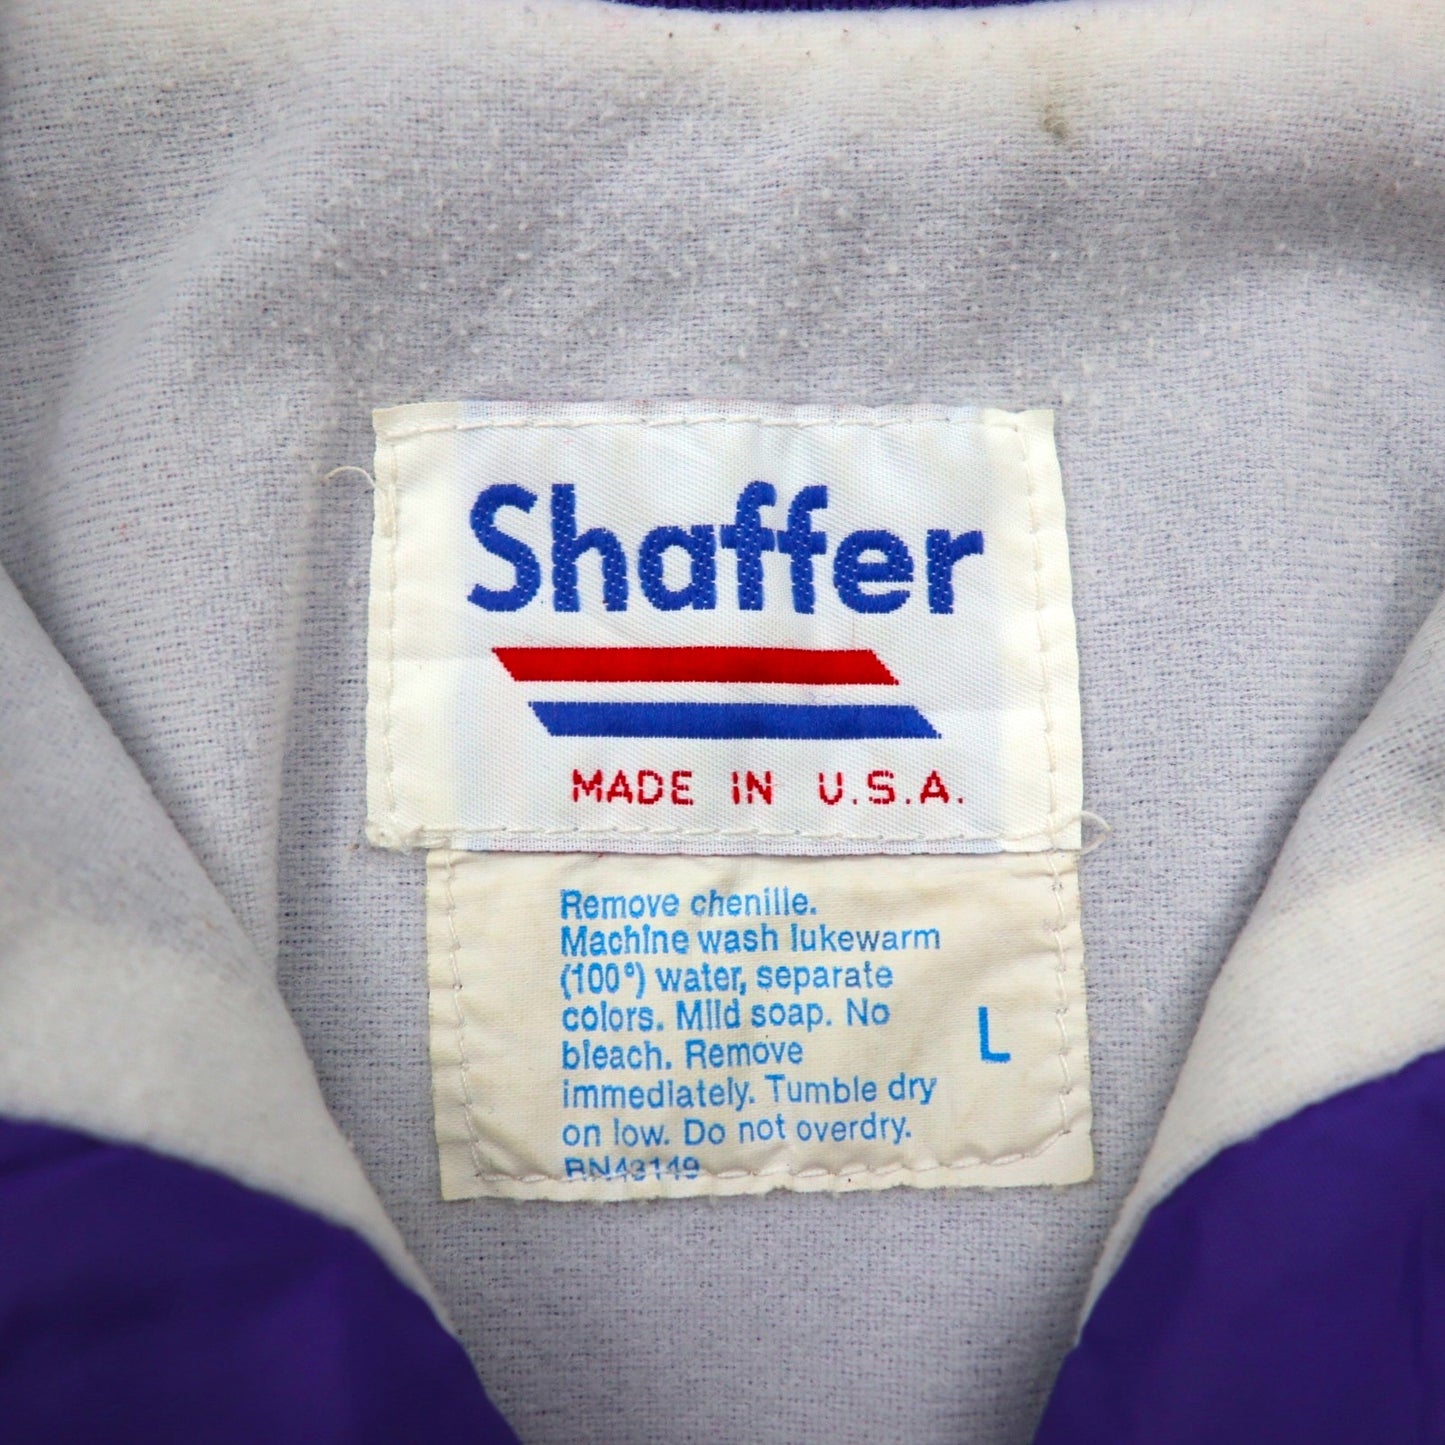 Shaffer
MADE IN U.S.A.
Remove chenille.
Machine wash lukewarm
(100°) water, separate
colors. Mild soap. No
bleach. Remove
immediately. Tumble dry
on low. Do not overdry.
RN43149
L